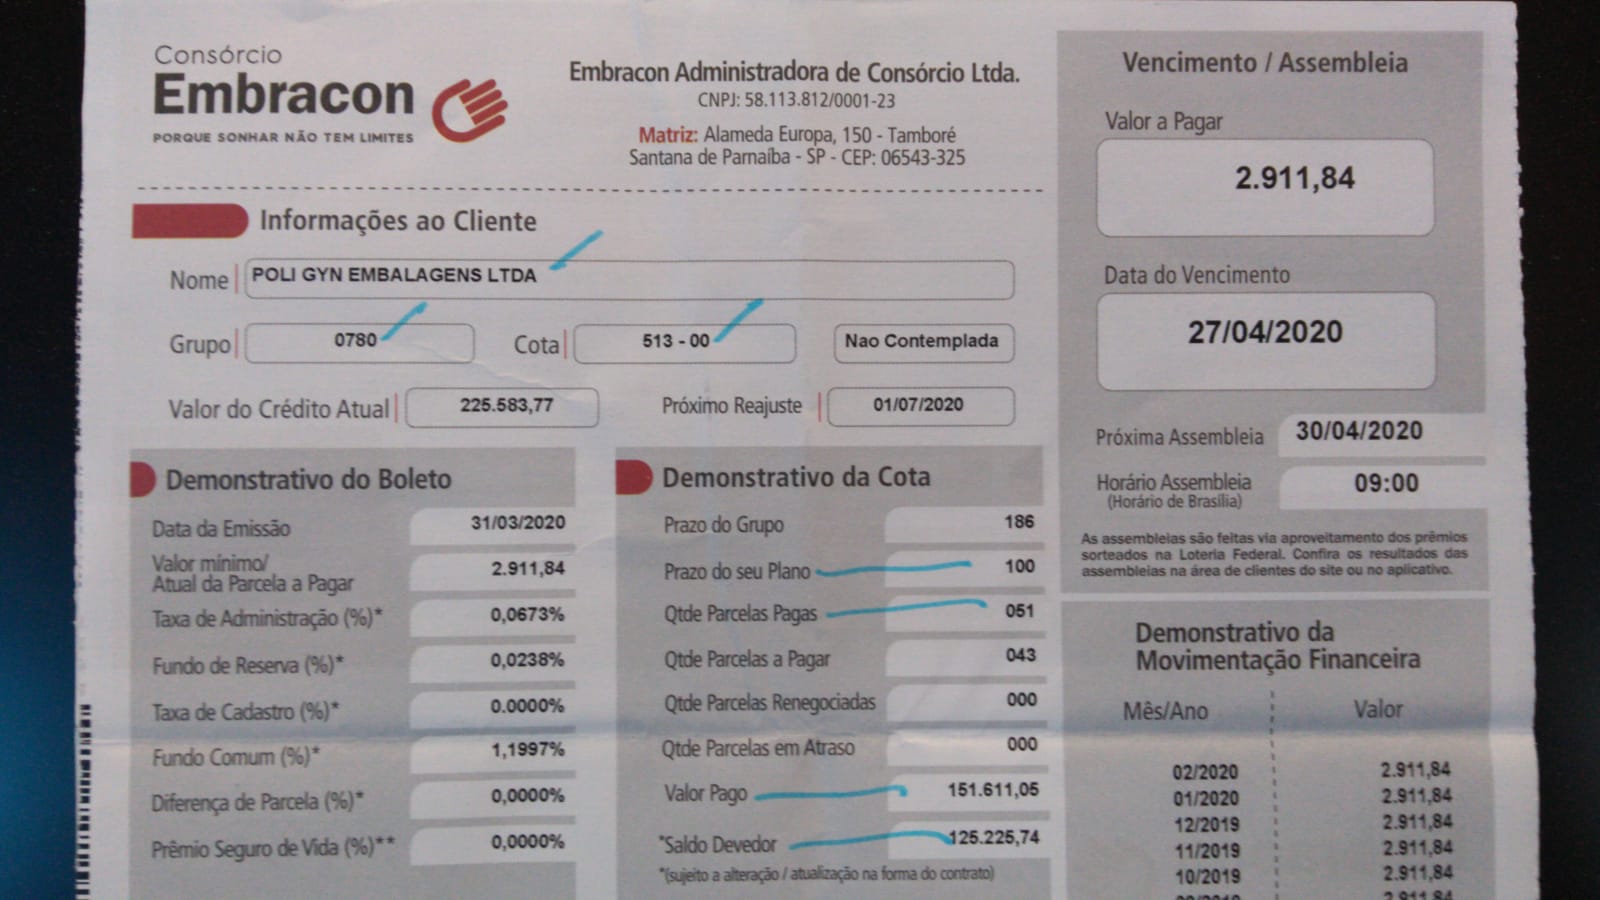 Consórcio
Embracon
PORQUE SONHAR NÃO TEM LIMITES
Embracon Administradora de Consórcio Ltda.
CNPJ: 58.113.812/0001-23
Matriz: Alameda Europa, 150 - Tamboré
Santana de Parnaíba - SP - CEP: 06543-325
Informações ao Cliente
Nome POLI GYN EMBALAGENS LTDA
Grupo 0780 Cota 513 - 00 Nao Contemplada
Valor do Crédito Atual 225.583,77 Próximo Reajuste 01/07/2020
Demonstrativo do Boleto
Data da Emissão 31/03/2020
Valor mínimo/
Atual da Parcela a Pagar 2.911,84
Taxa de Administração (%)* 0,0673%
Fundo de Reserva (%)* 0,0238%
Taxa de Cadastro (%)* 0.0000%
Fundo Comum (%)* 1,1997%
Diferença de Parcela (%)* 0,0000%
Prêmio Seguro de Vida (%)** 0,0000%
Demonstrativo da Cota
Prazo do Grupo 186
Prazo do seu Plano 100
Qtde Parcelas Pagas 051
Qtde Parcelas a Pagar 043
Qtde Parcelas Renegociadas 000
Qtde Parcelas em Atraso 000
Valor Pago 151.611,05
*Saldo Devedor 125.225,74
*(sujeito a alteração / atualização na forma do contrato)
Vencimento / Assembleia
Valor a Pagar
2.911,84
Data do Vencimento
27/04/2020
Próxima Assembleia 30/04/2020
Horário Assembleia 09:00
(Horário de Brasília)
As assembleias são feitas via aproveitamento dos prêmios
sorteados na Loteria Federal. Confira os resultados das
assembleias na área de clientes do site ou no aplicativo.
Demonstrativo da
Movimentação Financeira
Mês/Ano Valor
02/2020 2.911,84
01/2020 2.911,84
12/2019 2.911,84
11/2019 2.911,84
10/2019 2.911,84